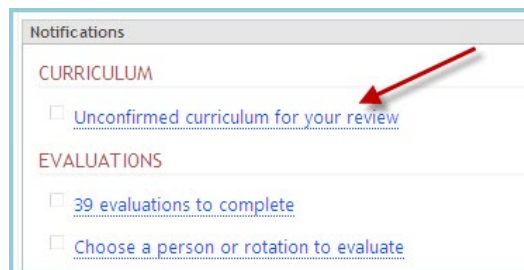 Notifications
CURRICULUM
Unconfirmed curriculum for your review
EVALUATIONS
39 evaluations to complete
Choose a person or rotation to evaluate